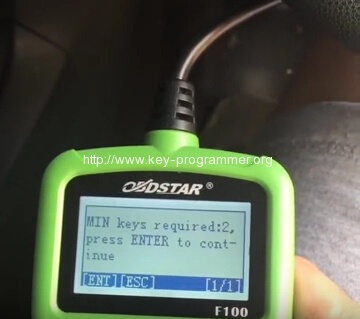 http://www.key-programmer.org
OBDSTAR®
MIN keys required:2,
press ENTER to cont-
inue
[ENT][ESC] [1/1]
F100